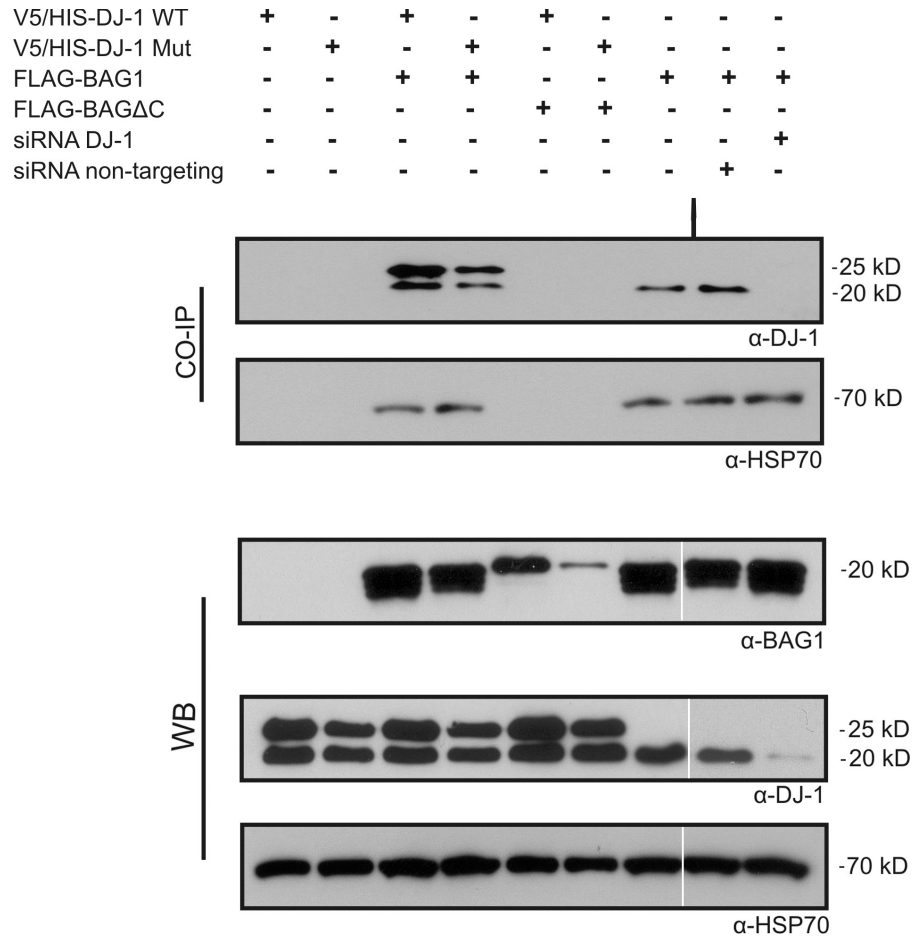 V5/HIS-DJ-1 WT + - + - + - - - -
V5/HIS-DJ-1 Mut - + - + - + - - -
FLAG-BAG1 - - + + - - + + +
FLAG-BAGΔC - - - - + + - - -
siRNA DJ-1 - - - - - - - - +
siRNA non-targeting - - - - - - - + -
CO-IP
-25 kD
-20 kD
α-DJ-1
-70 kD
α-HSP70
WB
-20 kD
α-BAG1
-25 kD
-20 kD
α-DJ-1
-70 kD
α-HSP70